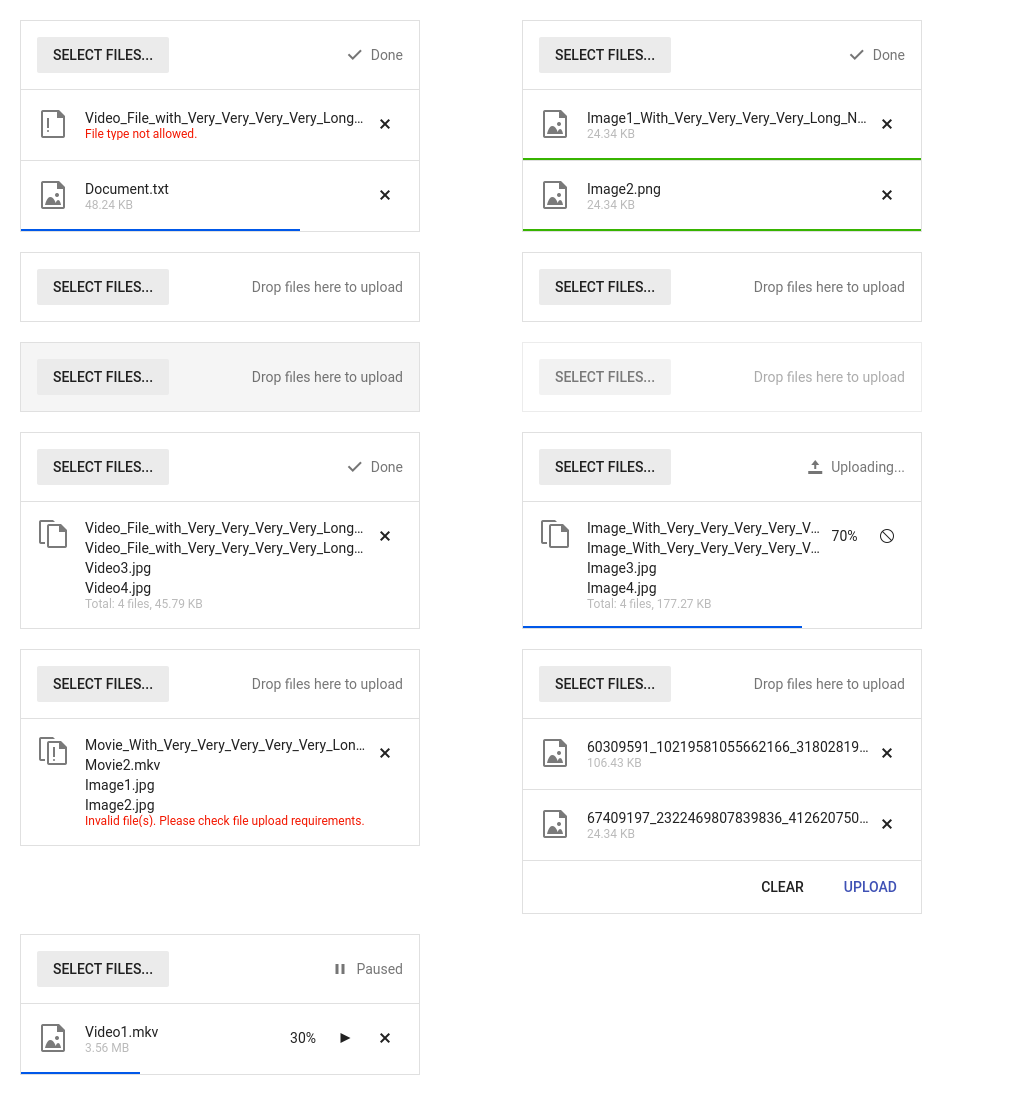 SELECT FILES...
Done
Video_File_with_Very_Very_Very_Very_Long...
File type not allowed.
Document.txt
48.24 KB
SELECT FILES...
Done
Image1_With_Very_Very_Very_Very_Long_N...
24.34 KB
Image2.png
24.34 KB
SELECT FILES...
Drop files here to upload
SELECT FILES...
Drop files here to upload
SELECT FILES...
Drop files here to upload
SELECT FILES...
Drop files here to upload
SELECT FILES...
Done
Video_File_with_Very_Very_Very_Very_Long...
Video_File_with_Very_Very_Very_Very_Long...
Video3.jpg
Video4.jpg
Total: 4 files, 45.79 KB
SELECT FILES...
Uploading...
Image_With_Very_Very_Very_Very_V...
70%
Image_With_Very_Very_Very_Very_V...
Image3.jpg
Image4.jpg
Total: 4 files, 177.27 KB
SELECT FILES...
Drop files here to upload
Movie_With_Very_Very_Very_Very_Very_Lon...
Movie2.mkv
Image1.jpg
Image2.jpg
Invalid file(s). Please check file upload requirements.
SELECT FILES...
Drop files here to upload
60309591_10219581055662166_31802819...
106.43 KB
67409197_2322469807839836_412620750...
24.34 KB
CLEAR
UPLOAD
SELECT FILES...
Paused
Video1.mkv
30%
3.56 MB